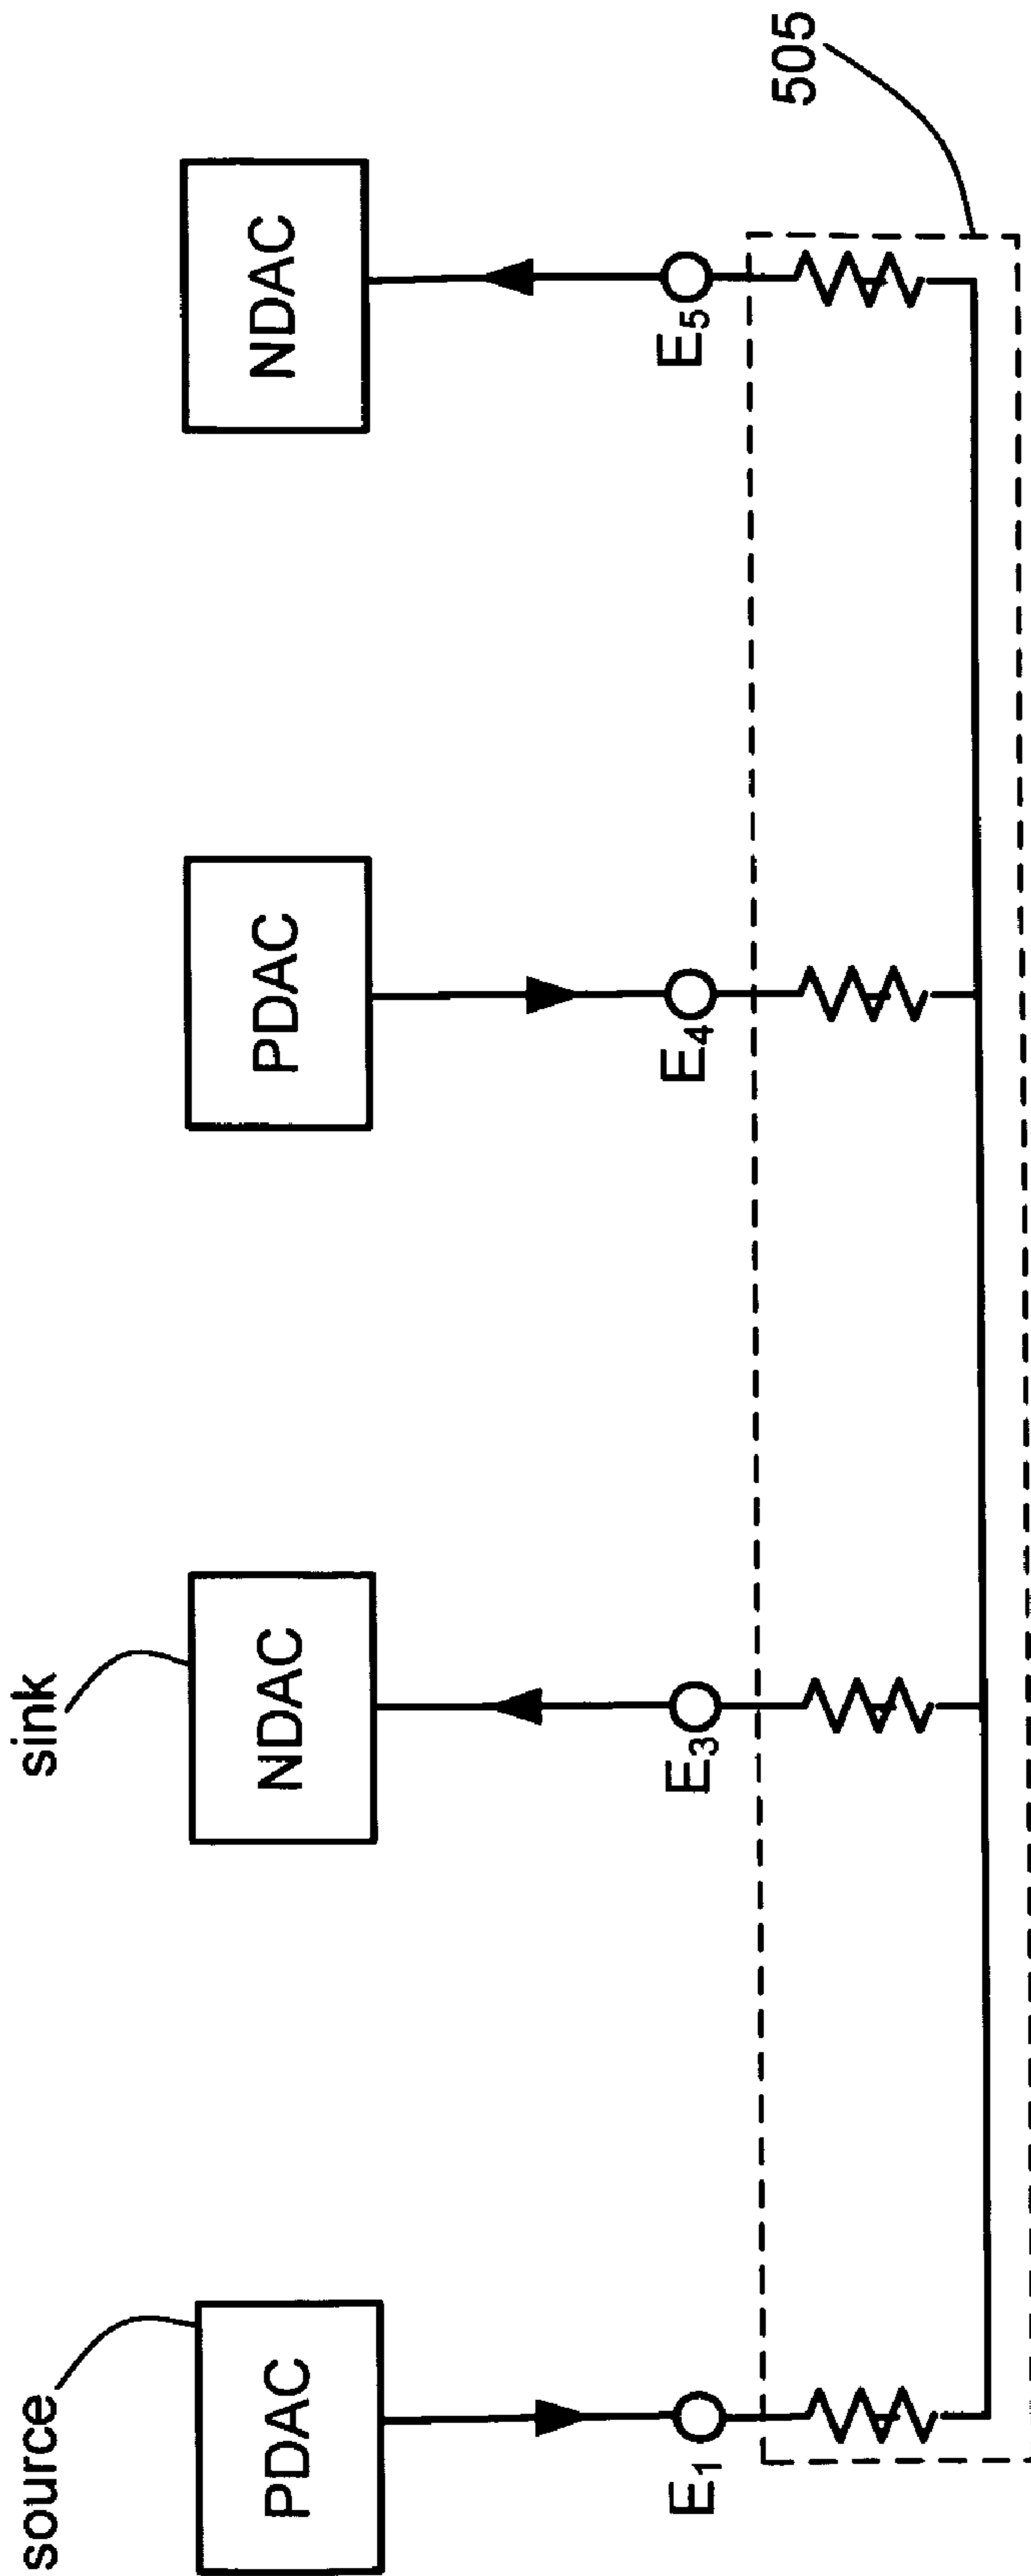 source
sink
PDAC
NDAC
PDAC
NDAC
E₁
E₃
E₄
E₅
505